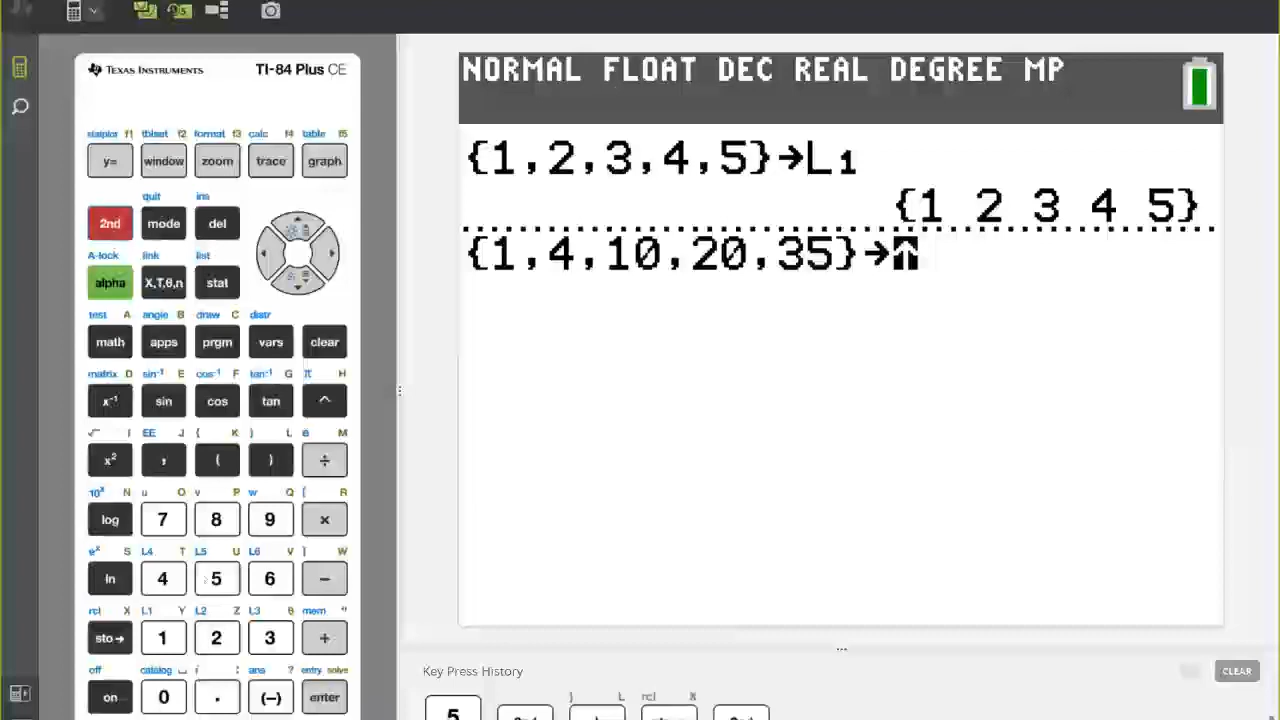 TEXAS INSTRUMENTS TI-84 Plus CE
NORMAL FLOAT DEC REAL DEGREE MP
{1,2,3,4,5}→L₁
{1 2 3 4 5}
{1,4,10,20,35}→
statplot f1 tblset f2 format f3 calc f4 table f5
y= window zoom trace graph
quit ins
2nd mode del
A-lock link list
alpha X,T,θ,n stat
test A angle B draw C distr
math apps prgm vars clear
matrix D sin⁻¹ E cos⁻¹ F tan⁻¹ G π H
x⁻¹ sin cos tan ^
√ I EE J { K } L e M
x² , ( ) ÷
10ˣ N u O v P w Q [ R
log 7 8 9 ×
eˣ S L4 T L5 U L6 V ] W
ln 4 5 6 −
rcl X L1 Y L2 Z L3 θ mem "
sto→ 1 2 3 +
off catalog i : ans ? entry solve
on 0 . (−) enter
Key Press History
CLEAR
} L rcl X
5